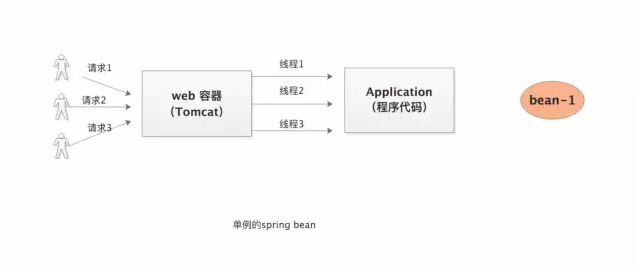 请求1
请求2
请求3
web 容器
（Tomcat）
线程1
线程2
线程3
Application
（程序代码）
bean-1
单例的spring bean